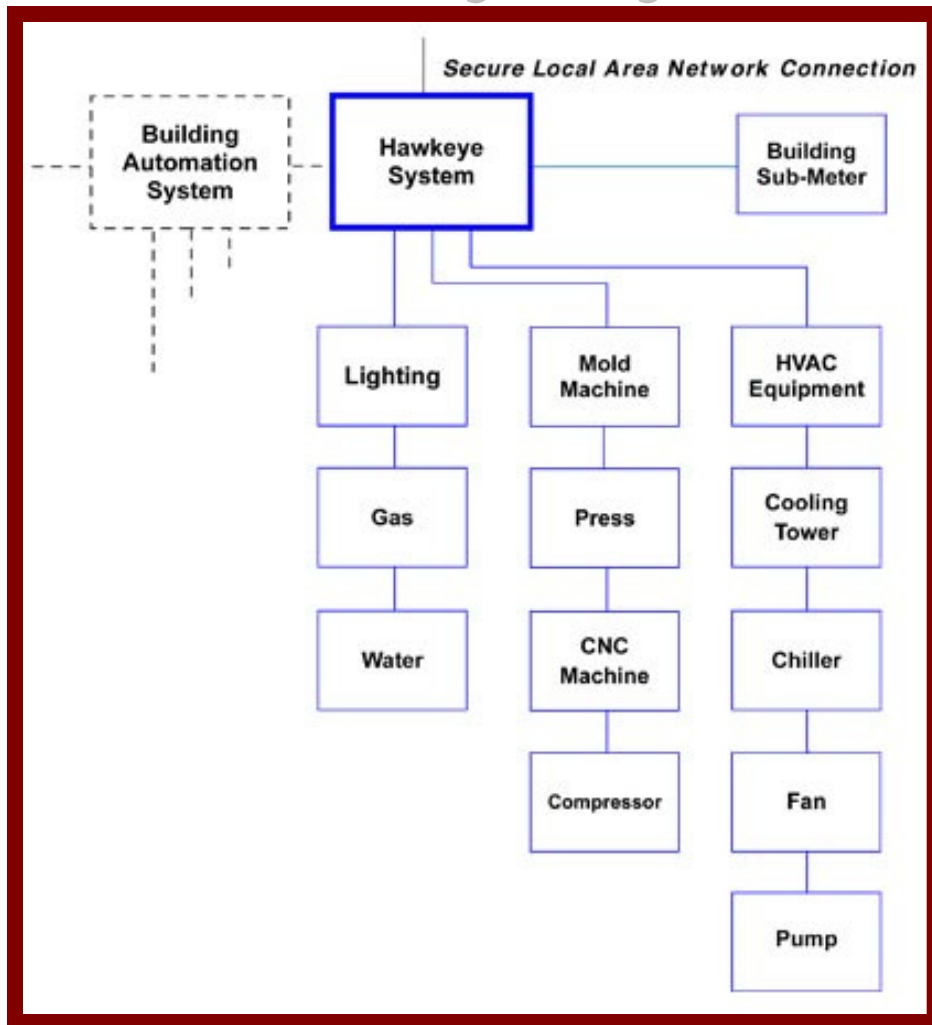 Secure Local Area Network Connection
Building
Automation
System
Hawkeye
System
Building
Sub-Meter
Lighting
Mold
Machine
HVAC
Equipment
Gas
Press
Cooling
Tower
Water
CNC
Machine
Chiller
Compressor
Fan
Pump